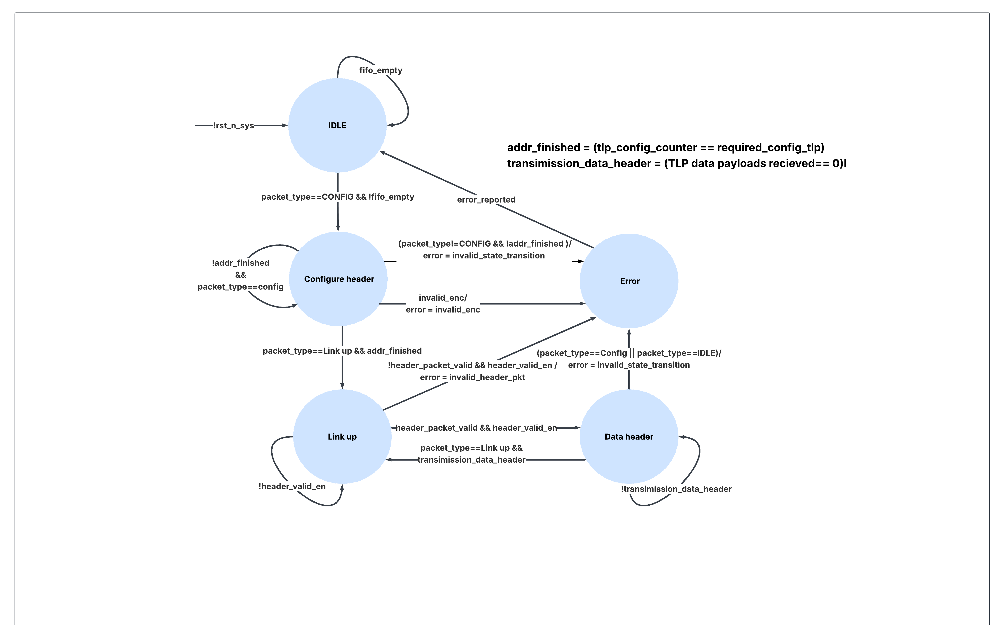 fifo_empty
!rst_n_sys
IDLE
addr_finished = (tlp_config_counter == required_config_tlp)
transimission_data_header = (TLP data payloads recieved== 0)l
packet_type==CONFIG && !fifo_empty
error_reported
(packet_type!=CONFIG && !addr_finished )/
error = invalid_state_transition
!addr_finished
&&
packet_type==config
Configure header
Error
invalid_enc/
error = invalid_enc
packet_type==Link up && addr_finished
(packet_type==Config || packet_type==IDLE)/
error = invalid_state_transition
!header_packet_valid && header_valid_en /
error = invalid_header_pkt
header_packet_valid && header_valid_en
Link up
Data header
packet_type==Link up &&
transimission_data_header
!header_valid_en
!transimission_data_header